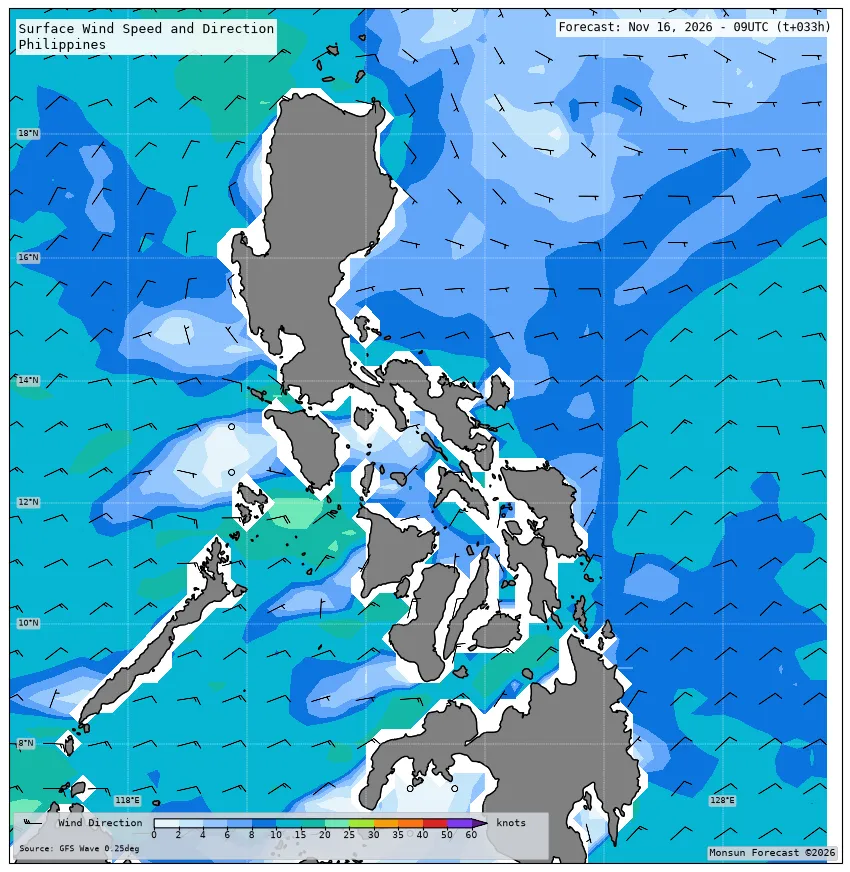 Surface Wind Speed and Direction
Philippines
Forecast: Nov 16, 2026 - 09UTC (t+033h)
18°N
16°N
14°N
12°N
10°N
8°N
118°E
128°E
Wind Direction
0 2 4 6 8 10 15 20 25 30 35 40 50 60
knots
Source: GFS Wave 0.25deg
Monsun Forecast ©2026